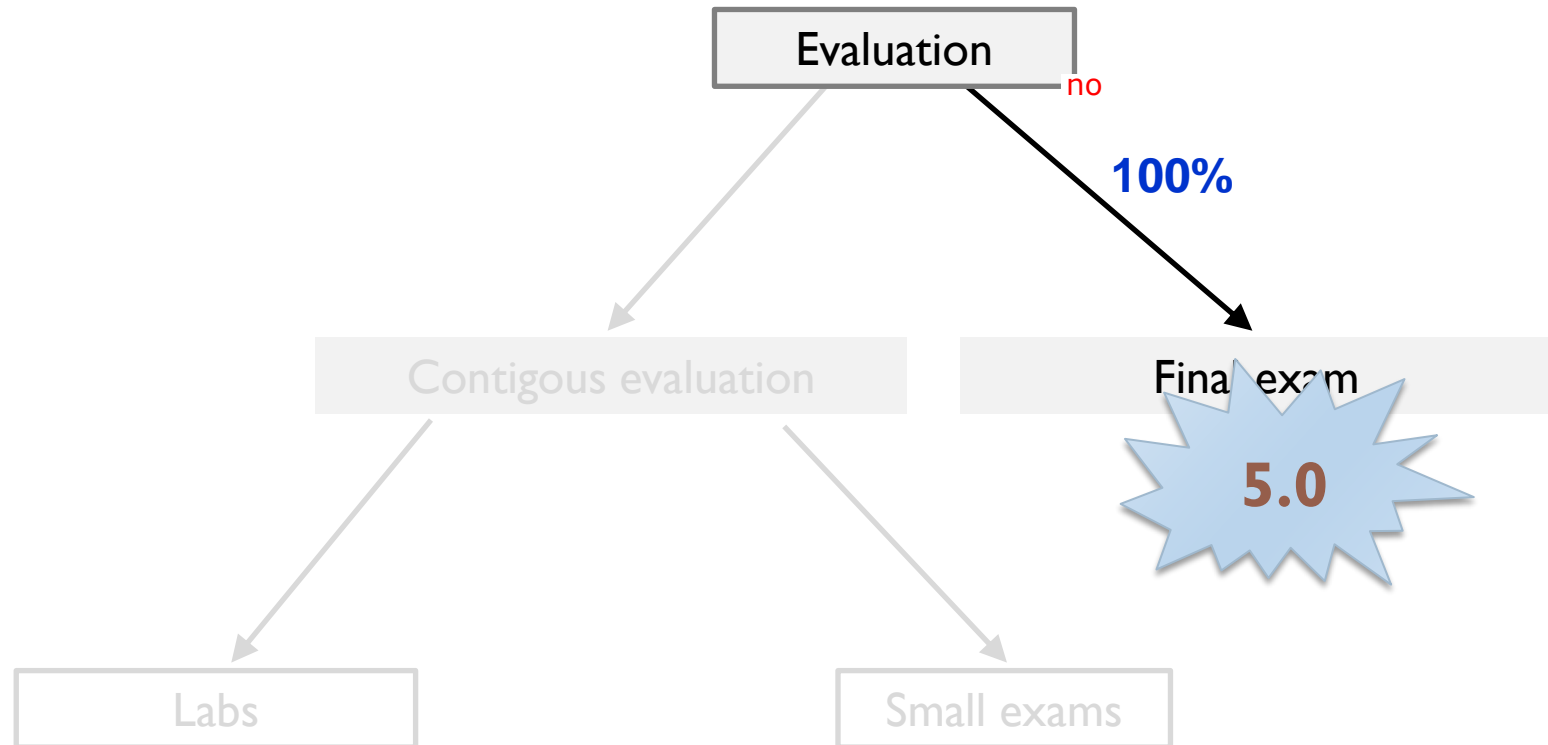 Evaluation
no
100%
Contigous evaluation
Final exam
5.0
Labs
Small exams